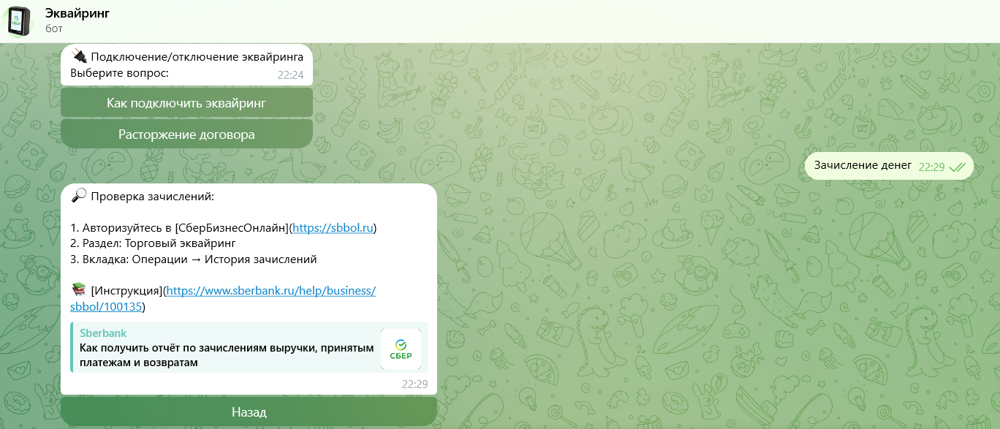 Эквайринг
бот
Подключение/отключение эквайринга
Выберите вопрос:
22:24
Как подключить эквайринг
Расторжение договора
Зачисление денег 22:29
Проверка зачислений:
1. Авторизуйтесь в [СберБизнесОнлайн](https://sbbol.ru)
2. Раздел: Торговый эквайринг
3. Вкладка: Операции → История зачислений
[Инструкция](https://www.sberbank.ru/help/business/
sbbol/100135)
Sberbank
Как получить отчёт по зачислениям выручки, принятым
платежам и возвратам
СБЕР
22:29
Назад